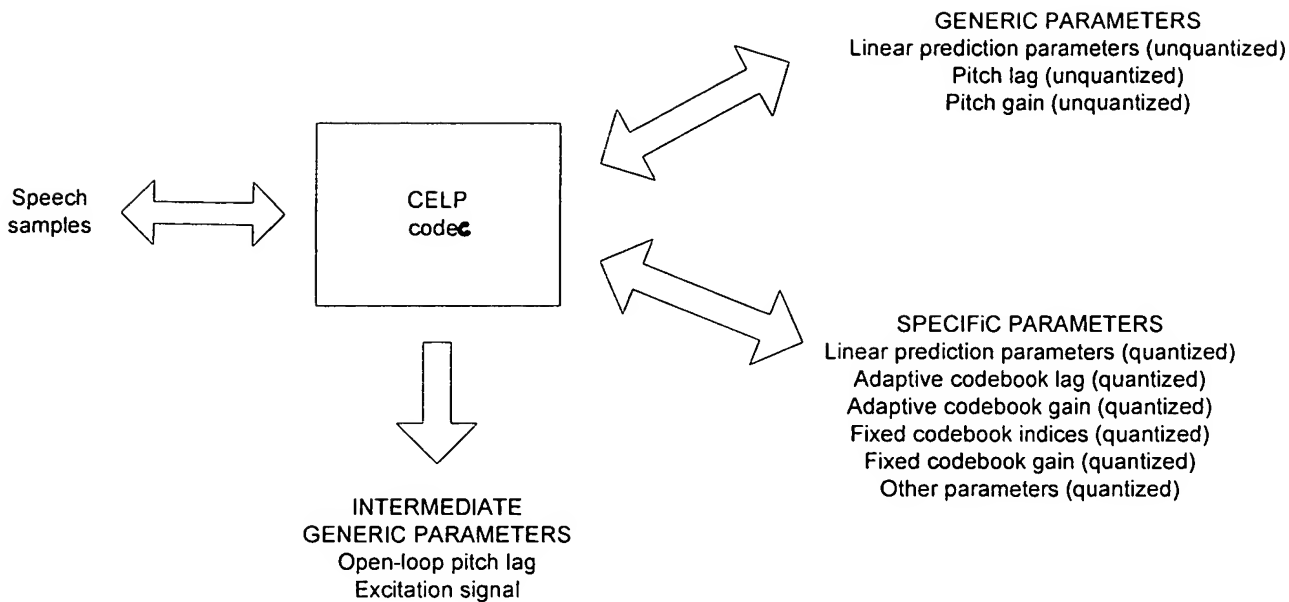 GENERIC PARAMETERS
Linear prediction parameters (unquantized)
Pitch lag (unquantized)
Pitch gain (unquantized)
Speech
samples
CELP
codec
SPECIFiC PARAMETERS
Linear prediction parameters (quantized)
Adaptive codebook lag (quantized)
Adaptive codebook gain (quantized)
Fixed codebook indices (quantized)
Fixed codebook gain (quantized)
Other parameters (quantized)
INTERMEDIATE
GENERIC PARAMETERS
Open-loop pitch lag
Excitation signal